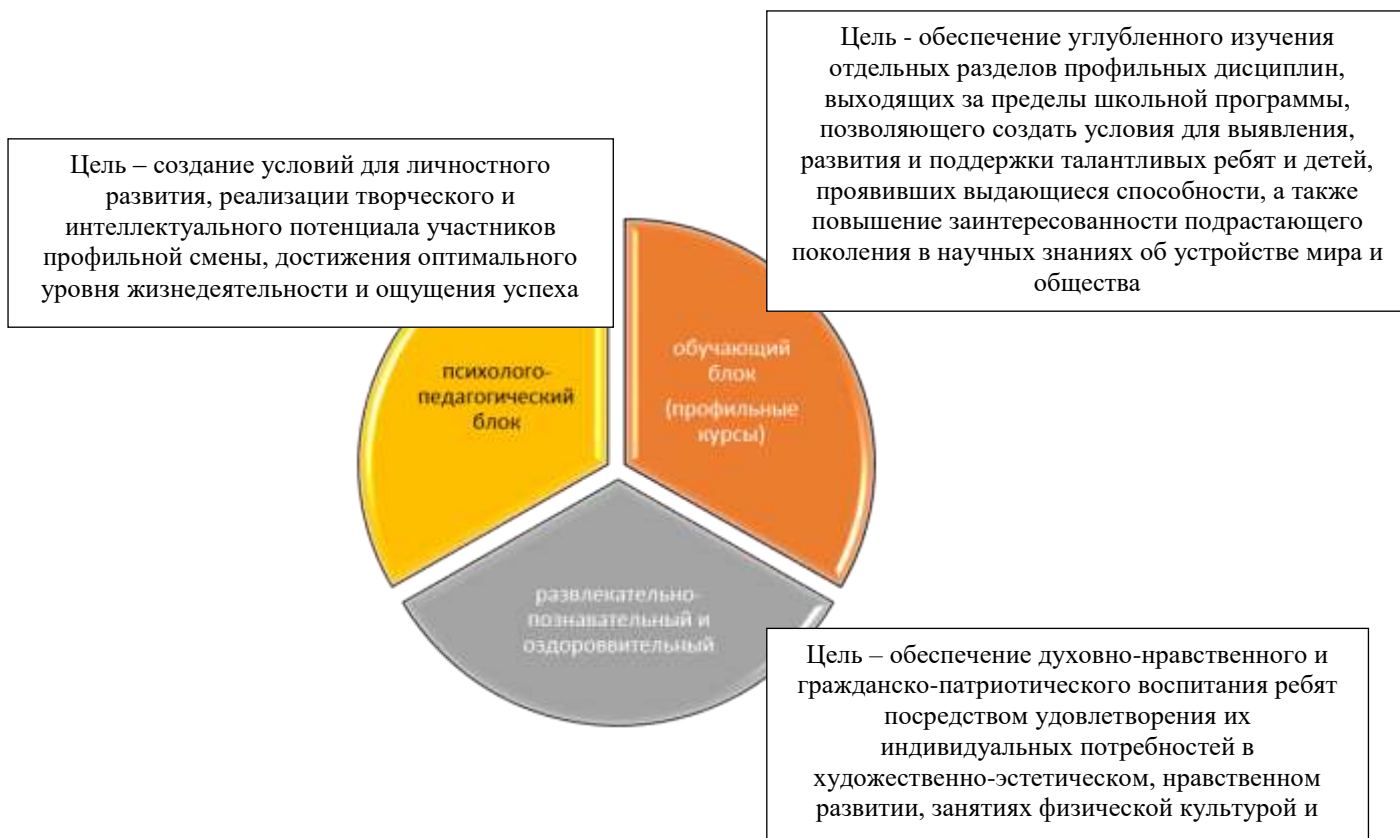 Цель - обеспечение углубленного изучения
отдельных разделов профильных дисциплин,
выходящих за пределы школьной программы,
позволяющего создать условия для выявления,
развития и поддержки талантливых ребят и детей,
проявивших выдающиеся способности, а также
повышение заинтересованности подрастающего
поколения в научных знаниях об устройстве мира и
общества
Цель – создание условий для личностного
развития, реализации творческого и
интеллектуального потенциала участников
профильной смены, достижения оптимального
уровня жизнедеятельности и ощущения успеха
психолого-
педагогический
блок
обучающий
блок
(профильные
курсы)
развлекательно-
познавательный и
оздороввительный
Цель – обеспечение духовно-нравственного и
гражданско-патриотического воспитания ребят
посредством удовлетворения их
индивидуальных потребностей в
художественно-эстетическом, нравственном
развитии, занятиях физической культурой и